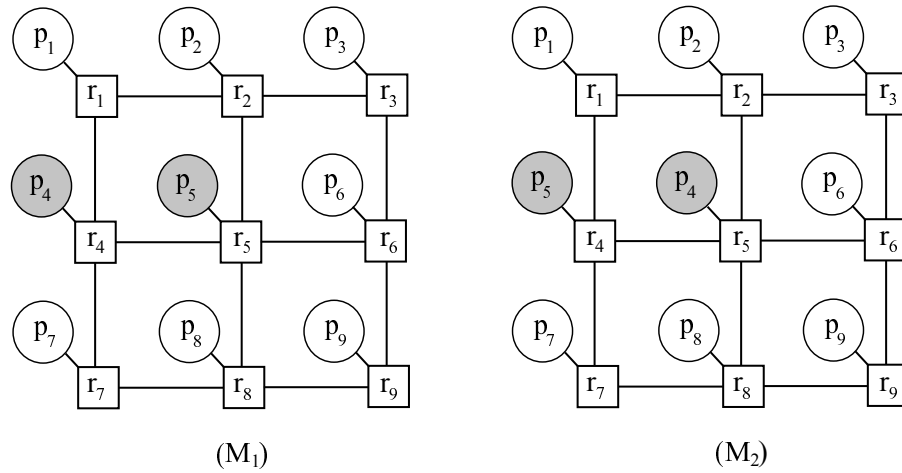 p1 p2 p3 p1 p2 p3
r1 r2 r3 r1 r2 r3
p4 p5 p6 p5 p4 p6
r4 r5 r6 r4 r5 r6
p7 p8 p9 p7 p8 p9
r7 r8 r9 r7 r8 r9
(M1) (M2)